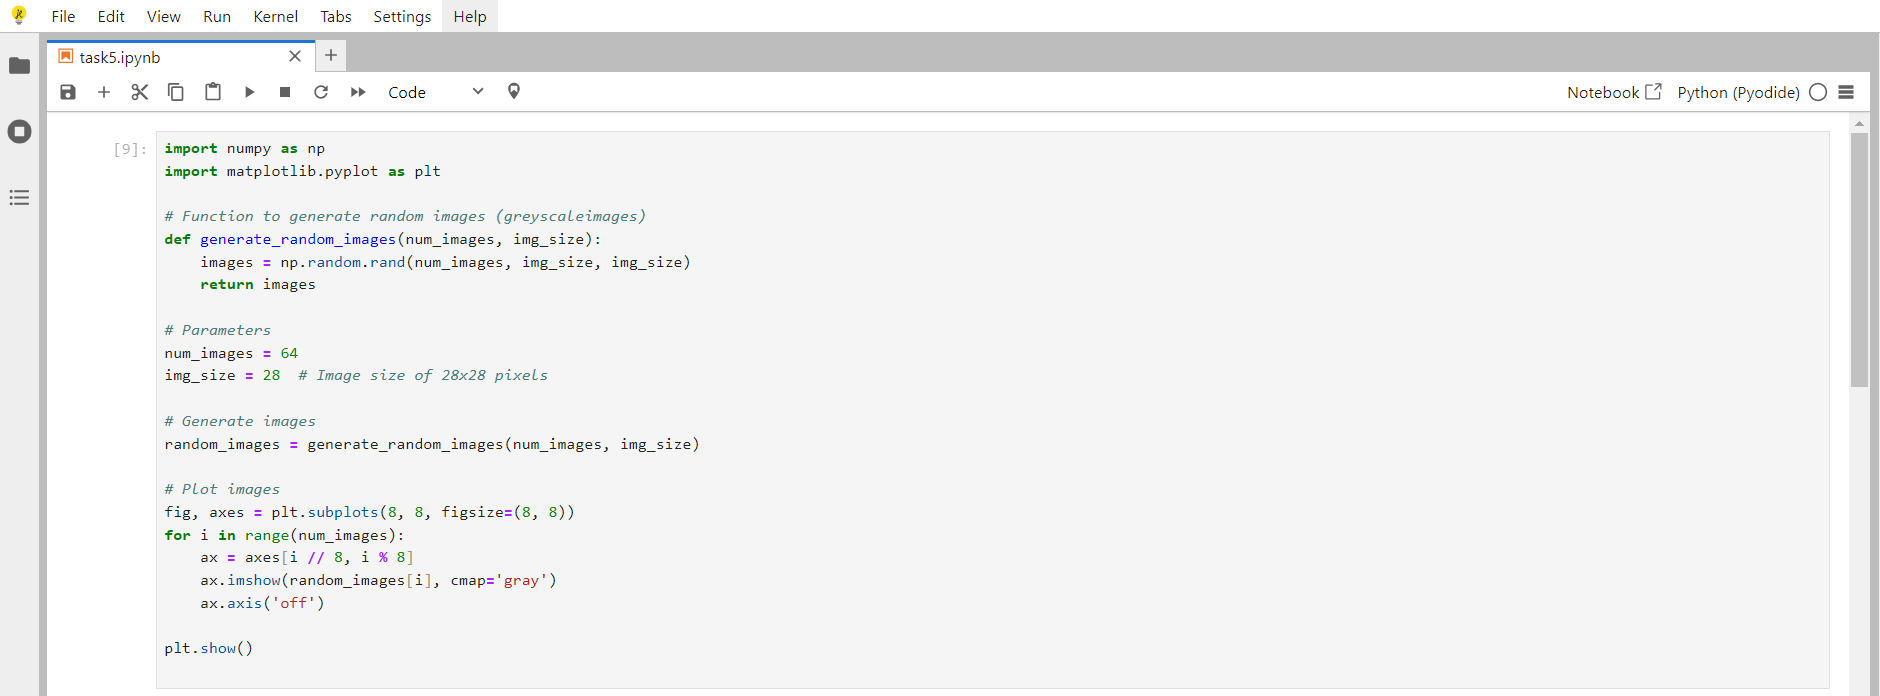 File Edit View Run Kernel Tabs Settings Help
task5.ipynb
Code
Notebook Python (Pyodide)
[9]:
import numpy as np
import matplotlib.pyplot as plt
# Function to generate random images (greyscaleimages)
def generate_random_images(num_images, img_size):
    images = np.random.rand(num_images, img_size, img_size)
    return images
# Parameters
num_images = 64
img_size = 28  # Image size of 28x28 pixels
# Generate images
random_images = generate_random_images(num_images, img_size)
# Plot images
fig, axes = plt.subplots(8, 8, figsize=(8, 8))
for i in range(num_images):
    ax = axes[i // 8, i % 8]
    ax.imshow(random_images[i], cmap='gray')
    ax.axis('off')
plt.show()